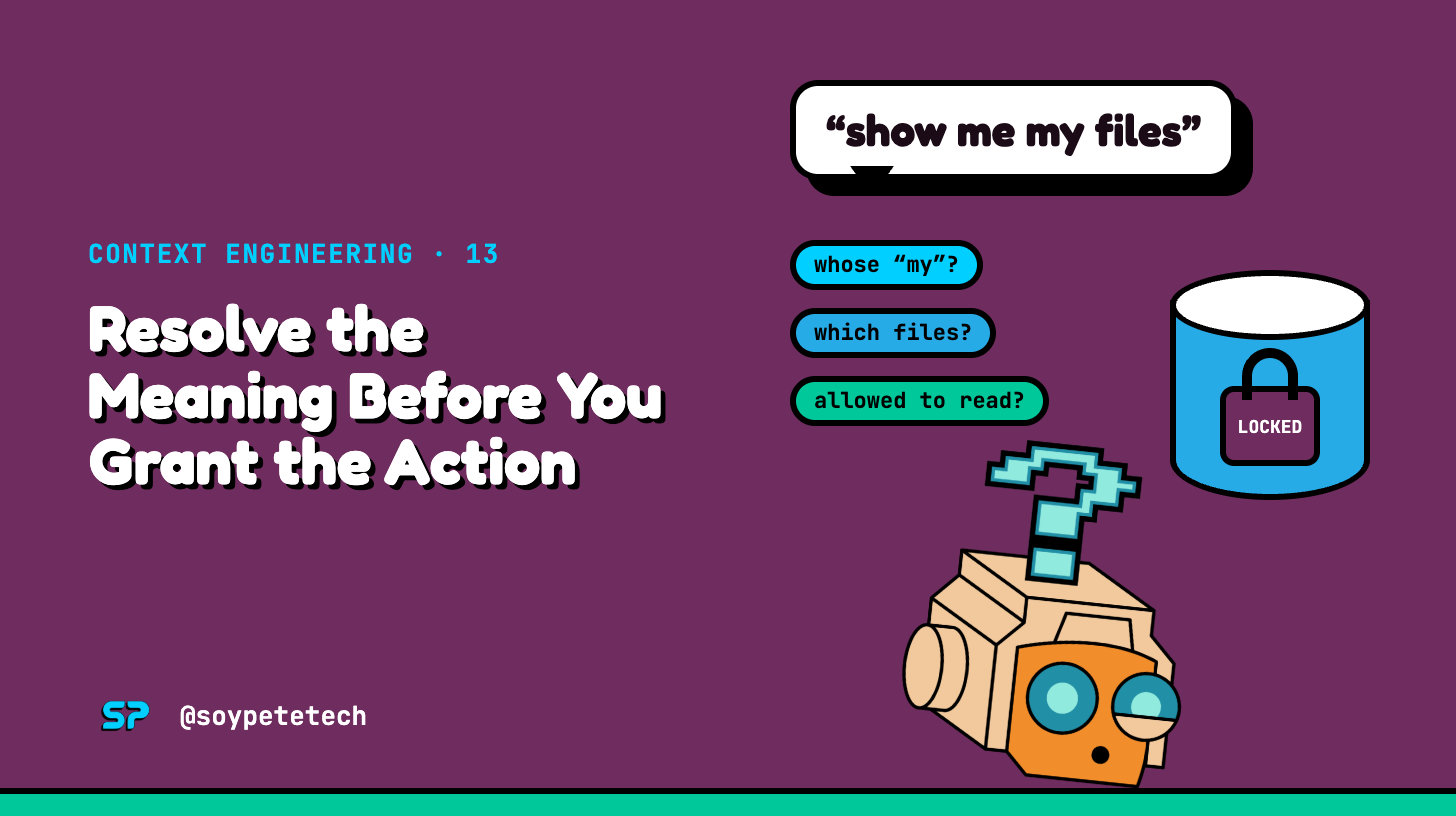 CONTEXT ENGINEERING · 13
Resolve the
Meaning Before You
Grant the Action
SP @soypetetech
“show me my files”
whose “my”?
which files?
allowed to read?
LOCKED